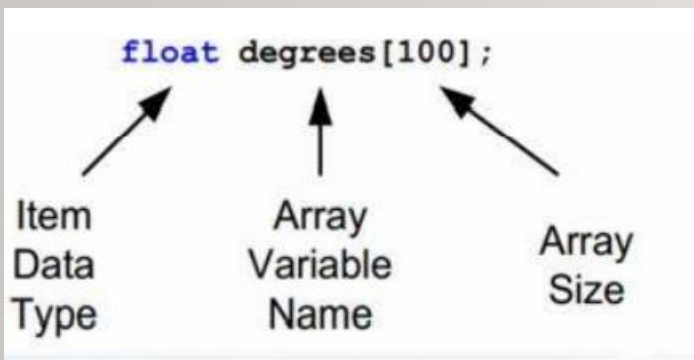 float degrees[100];
Item
Data
Type
Array
Variable
Name
Array
Size